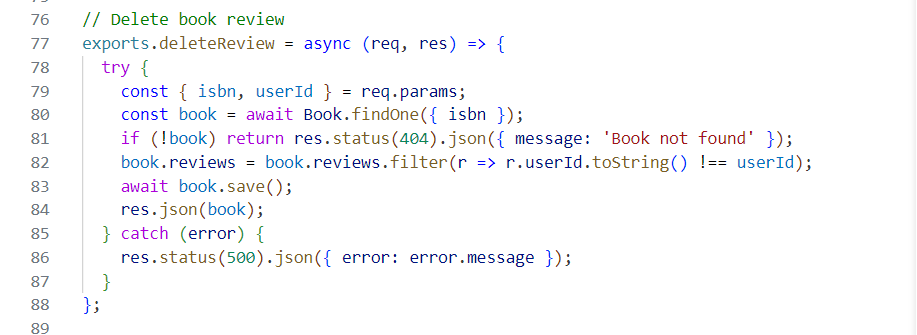 76 // Delete book review
77 exports.deleteReview = async (req, res) => {
78 try {
79 const { isbn, userId } = req.params;
80 const book = await Book.findOne({ isbn });
81 if (!book) return res.status(404).json({ message: 'Book not found' });
82 book.reviews = book.reviews.filter(r => r.userId.toString() !== userId);
83 await book.save();
84 res.json(book);
85 } catch (error) {
86 res.status(500).json({ error: error.message });
87 }
88 };
89